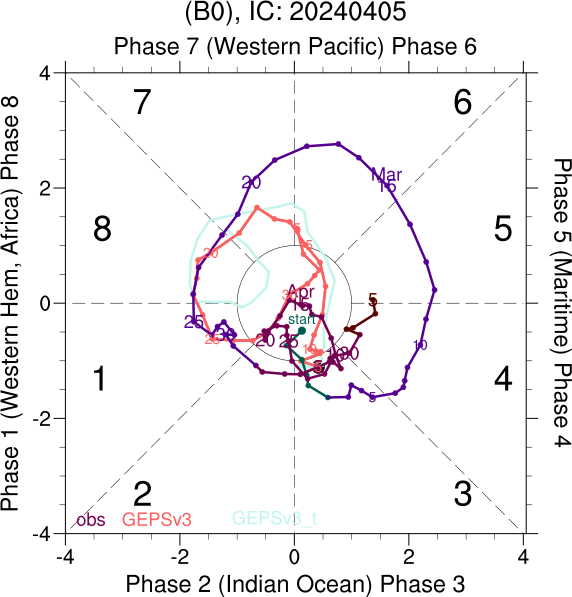 (B0), IC: 20240405
Phase 7 (Western Pacific) Phase 6
4
2
0
-2
-4
-4
-2
0
2
4
Phase 1 (Western Hem, Africa) Phase 8
Phase 5 (Maritime) Phase 4
Phase 2 (Indian Ocean) Phase 3
7
6
8
5
1
4
2
3
Mar
15
20
25
10
5
5
Apr
start
20
25
20
obs
GEPSv3
GEPSv3_t